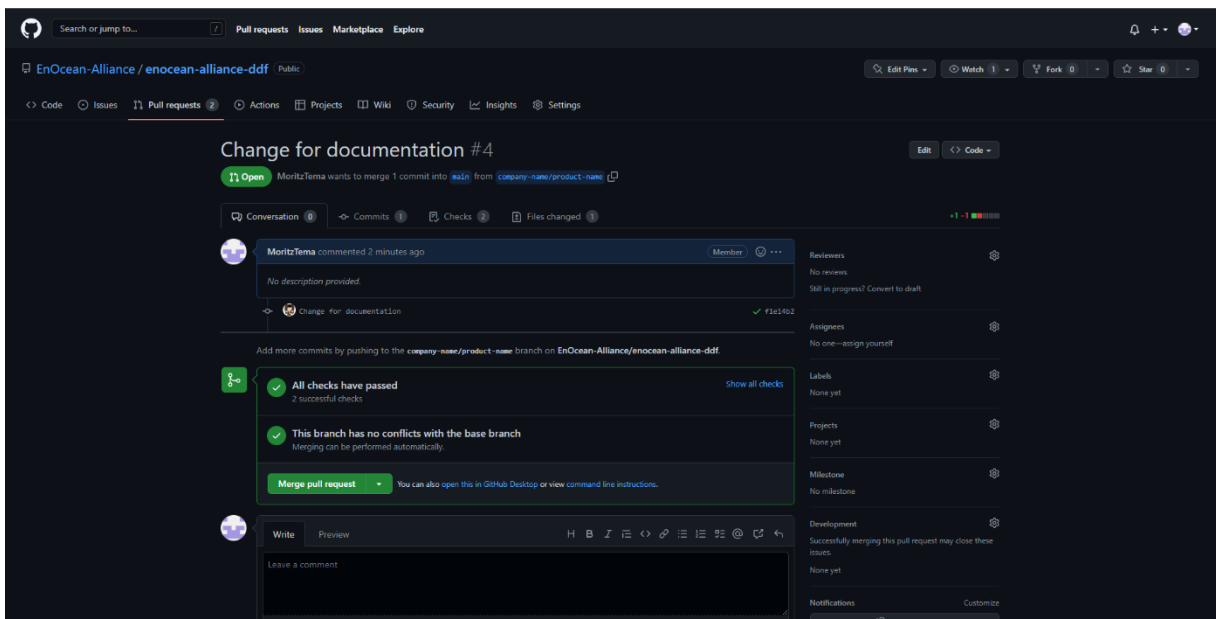 Search or jump to... /
Pull requests Issues Marketplace Explore
EnOcean-Alliance / enocean-alliance-ddf Public
Edit Pins Watch 1 Fork 0 Star 0
Code Issues Pull requests 2 Actions Projects Wiki Security Insights Settings
Change for documentation #4
Edit <> Code
Open MoritzTema wants to merge 1 commit into main from company-name/product-name
Conversation 0 Commits 1 Checks 2 Files changed 1
+1 −1
MoritzTema commented 2 minutes ago
Member
No description provided.
Change for documentation
f1e14b2
Add more commits by pushing to the company-name/product-name branch on EnOcean-Alliance/enocean-alliance-ddf.
All checks have passed
Show all checks
2 successful checks
This branch has no conflicts with the base branch
Merging can be performed automatically.
Merge pull request You can also open this in GitHub Desktop or view command line instructions.
Write Preview
H B I @
Leave a comment
Reviewers
No reviews
Still in progress? Convert to draft
Assignees
No one—assign yourself
Labels
None yet
Projects
None yet
Milestone
No milestone
Development
Successfully merging this pull request may close these
issues.
None yet
Notifications Customize